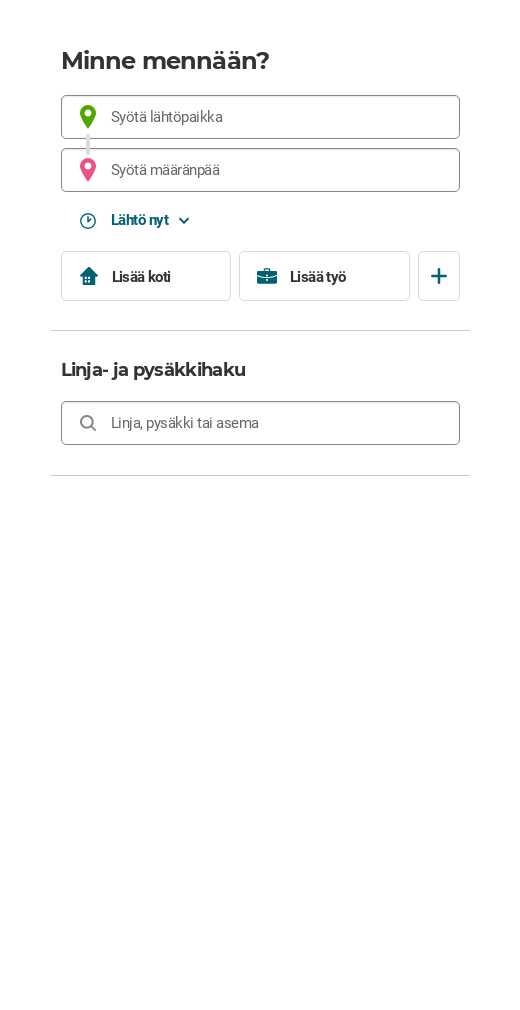 Minne mennään?
Syötä lähtöpaikka
Syötä määränpää
Lähtö nyt
Lisää koti
Lisää työ
Linja- ja pysäkkihaku
Linja, pysäkki tai asema